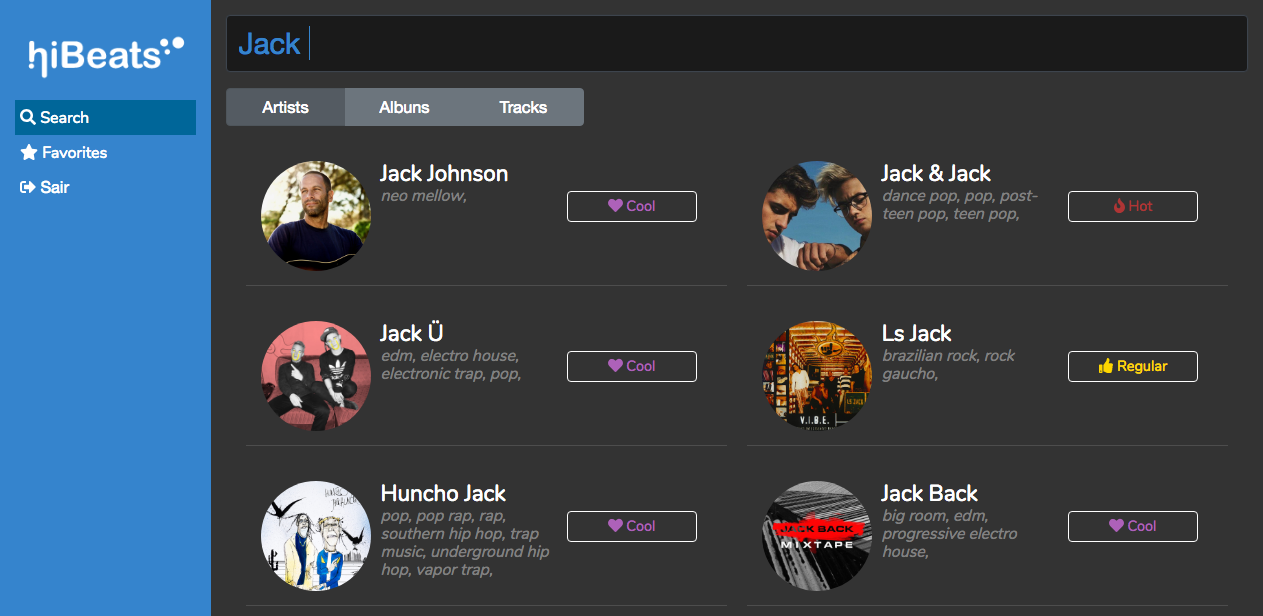 hiBeats
Search
Favorites
Sair
Jack
Artists
Albuns
Tracks
Jack Johnson
neo mellow,
Cool
Jack & Jack
dance pop, pop, post-
teen pop, teen pop,
Hot
Jack Ü
edm, electro house,
electronic trap, pop,
Cool
Ls Jack
brazilian rock, rock
gaucho,
Regular
V.I.B.E.
LS JACK
Huncho Jack
pop, pop rap, rap,
southern hip hop, trap
music, underground hip
hop, vapor trap,
Cool
Jack Back
big room, edm,
progressive electro
house,
Cool
JACK BACK
MIXTAPE